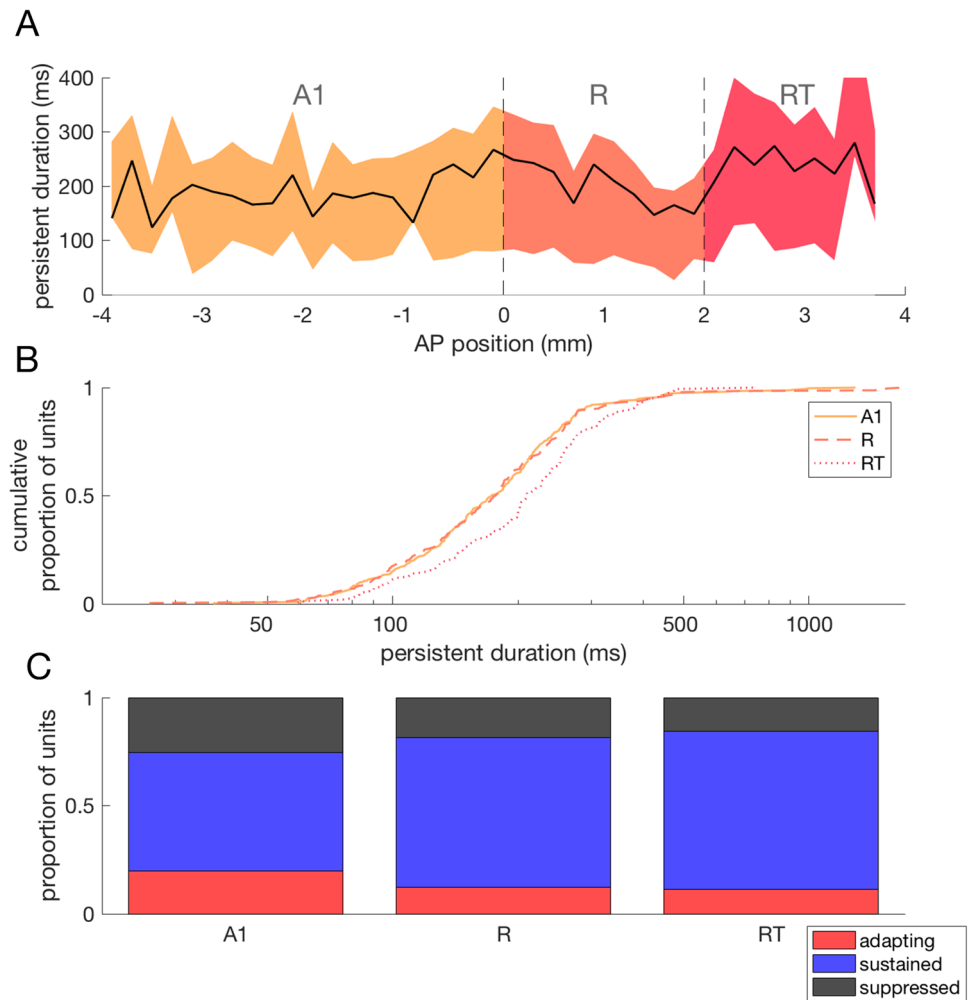 A
persistent duration (ms)
400
300
200
100
0
A1
R
RT
-4
-3
-2
-1
0
1
2
3
4
AP position (mm)
B
cumulative
proportion of units
1
0.5
0
A1
R
RT
50
100
500
1000
persistent duration (ms)
C
proportion of units
1
0.5
0
A1
R
RT
adapting
sustained
suppressed